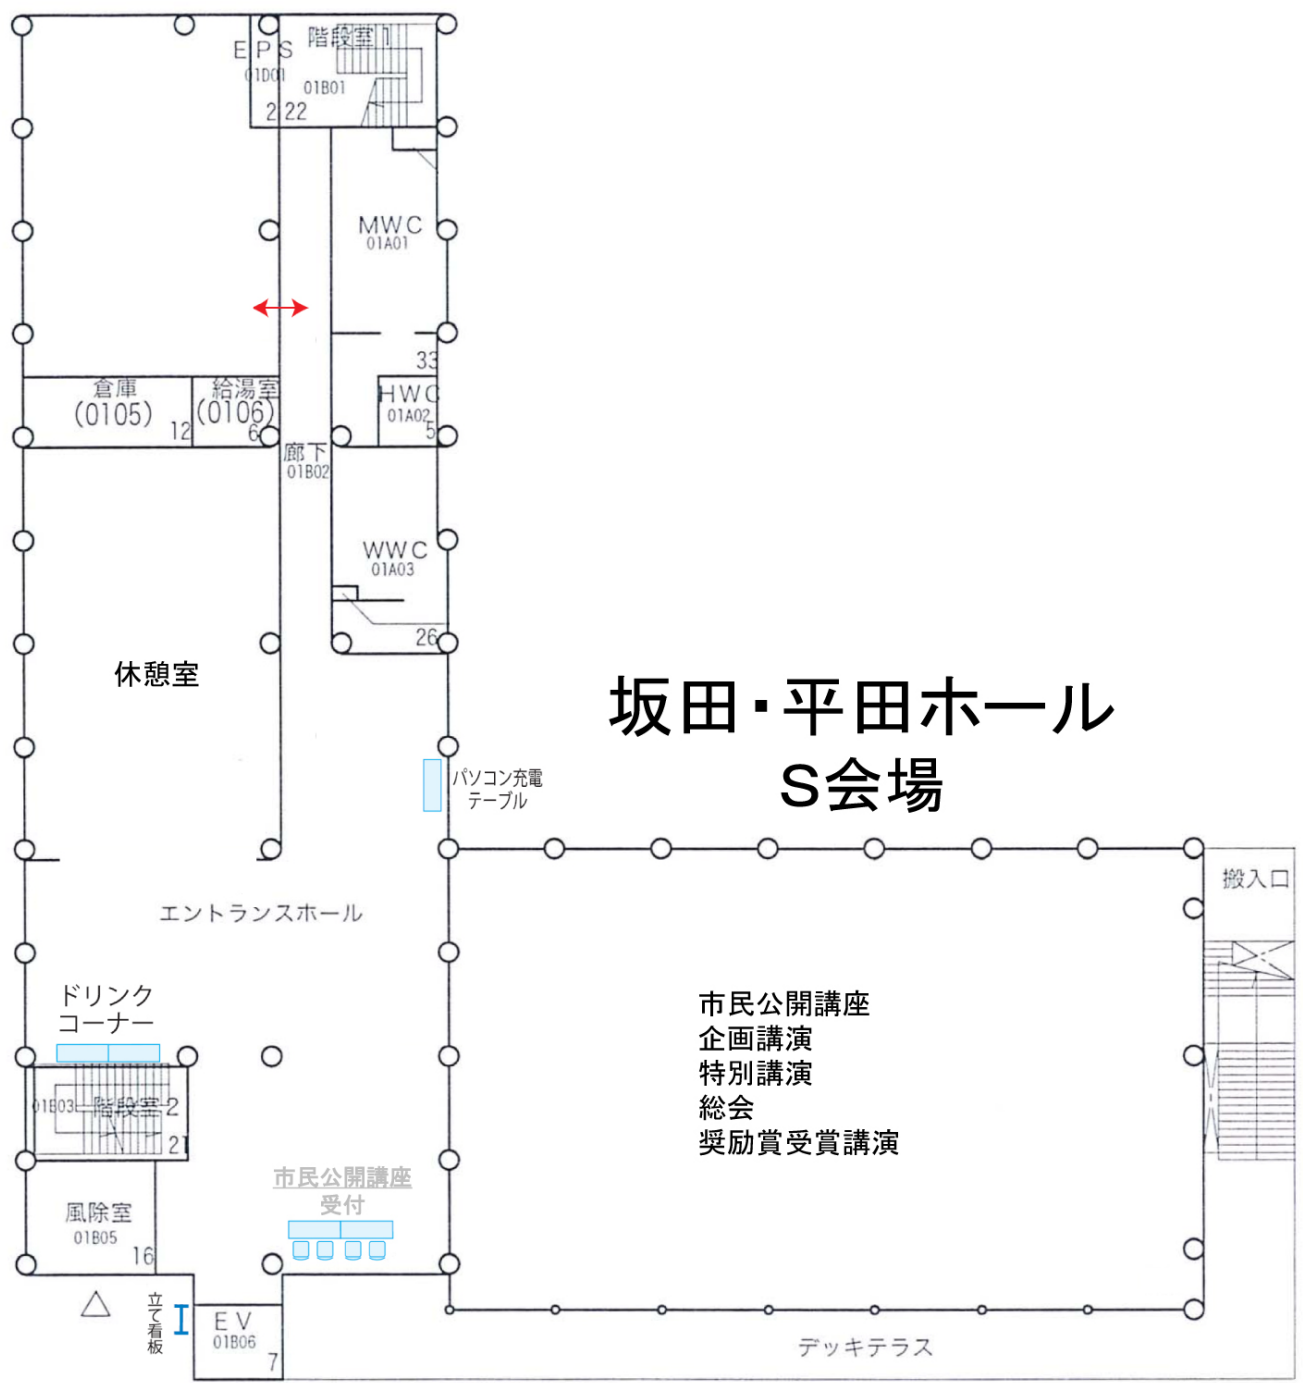 階段室1
EPS
01D01
01B01
2
22
MWC
01A01
33
倉庫
(0105)
12
給湯室
(0106)
6
HWC
01A02
5
廊下
01B02
WWC
01A03
26
休憩室
坂田・平田ホール
S会場
パソコン充電
テーブル
搬入口
エントランスホール
ドリンク
コーナー
市民公開講座
企画講演
特別講演
総会
奨励賞受賞講演
01B03
階段室2
21
市民公開講座
受付
風除室
01B05
16
立て看板
EV
01B06
7
デッキテラス